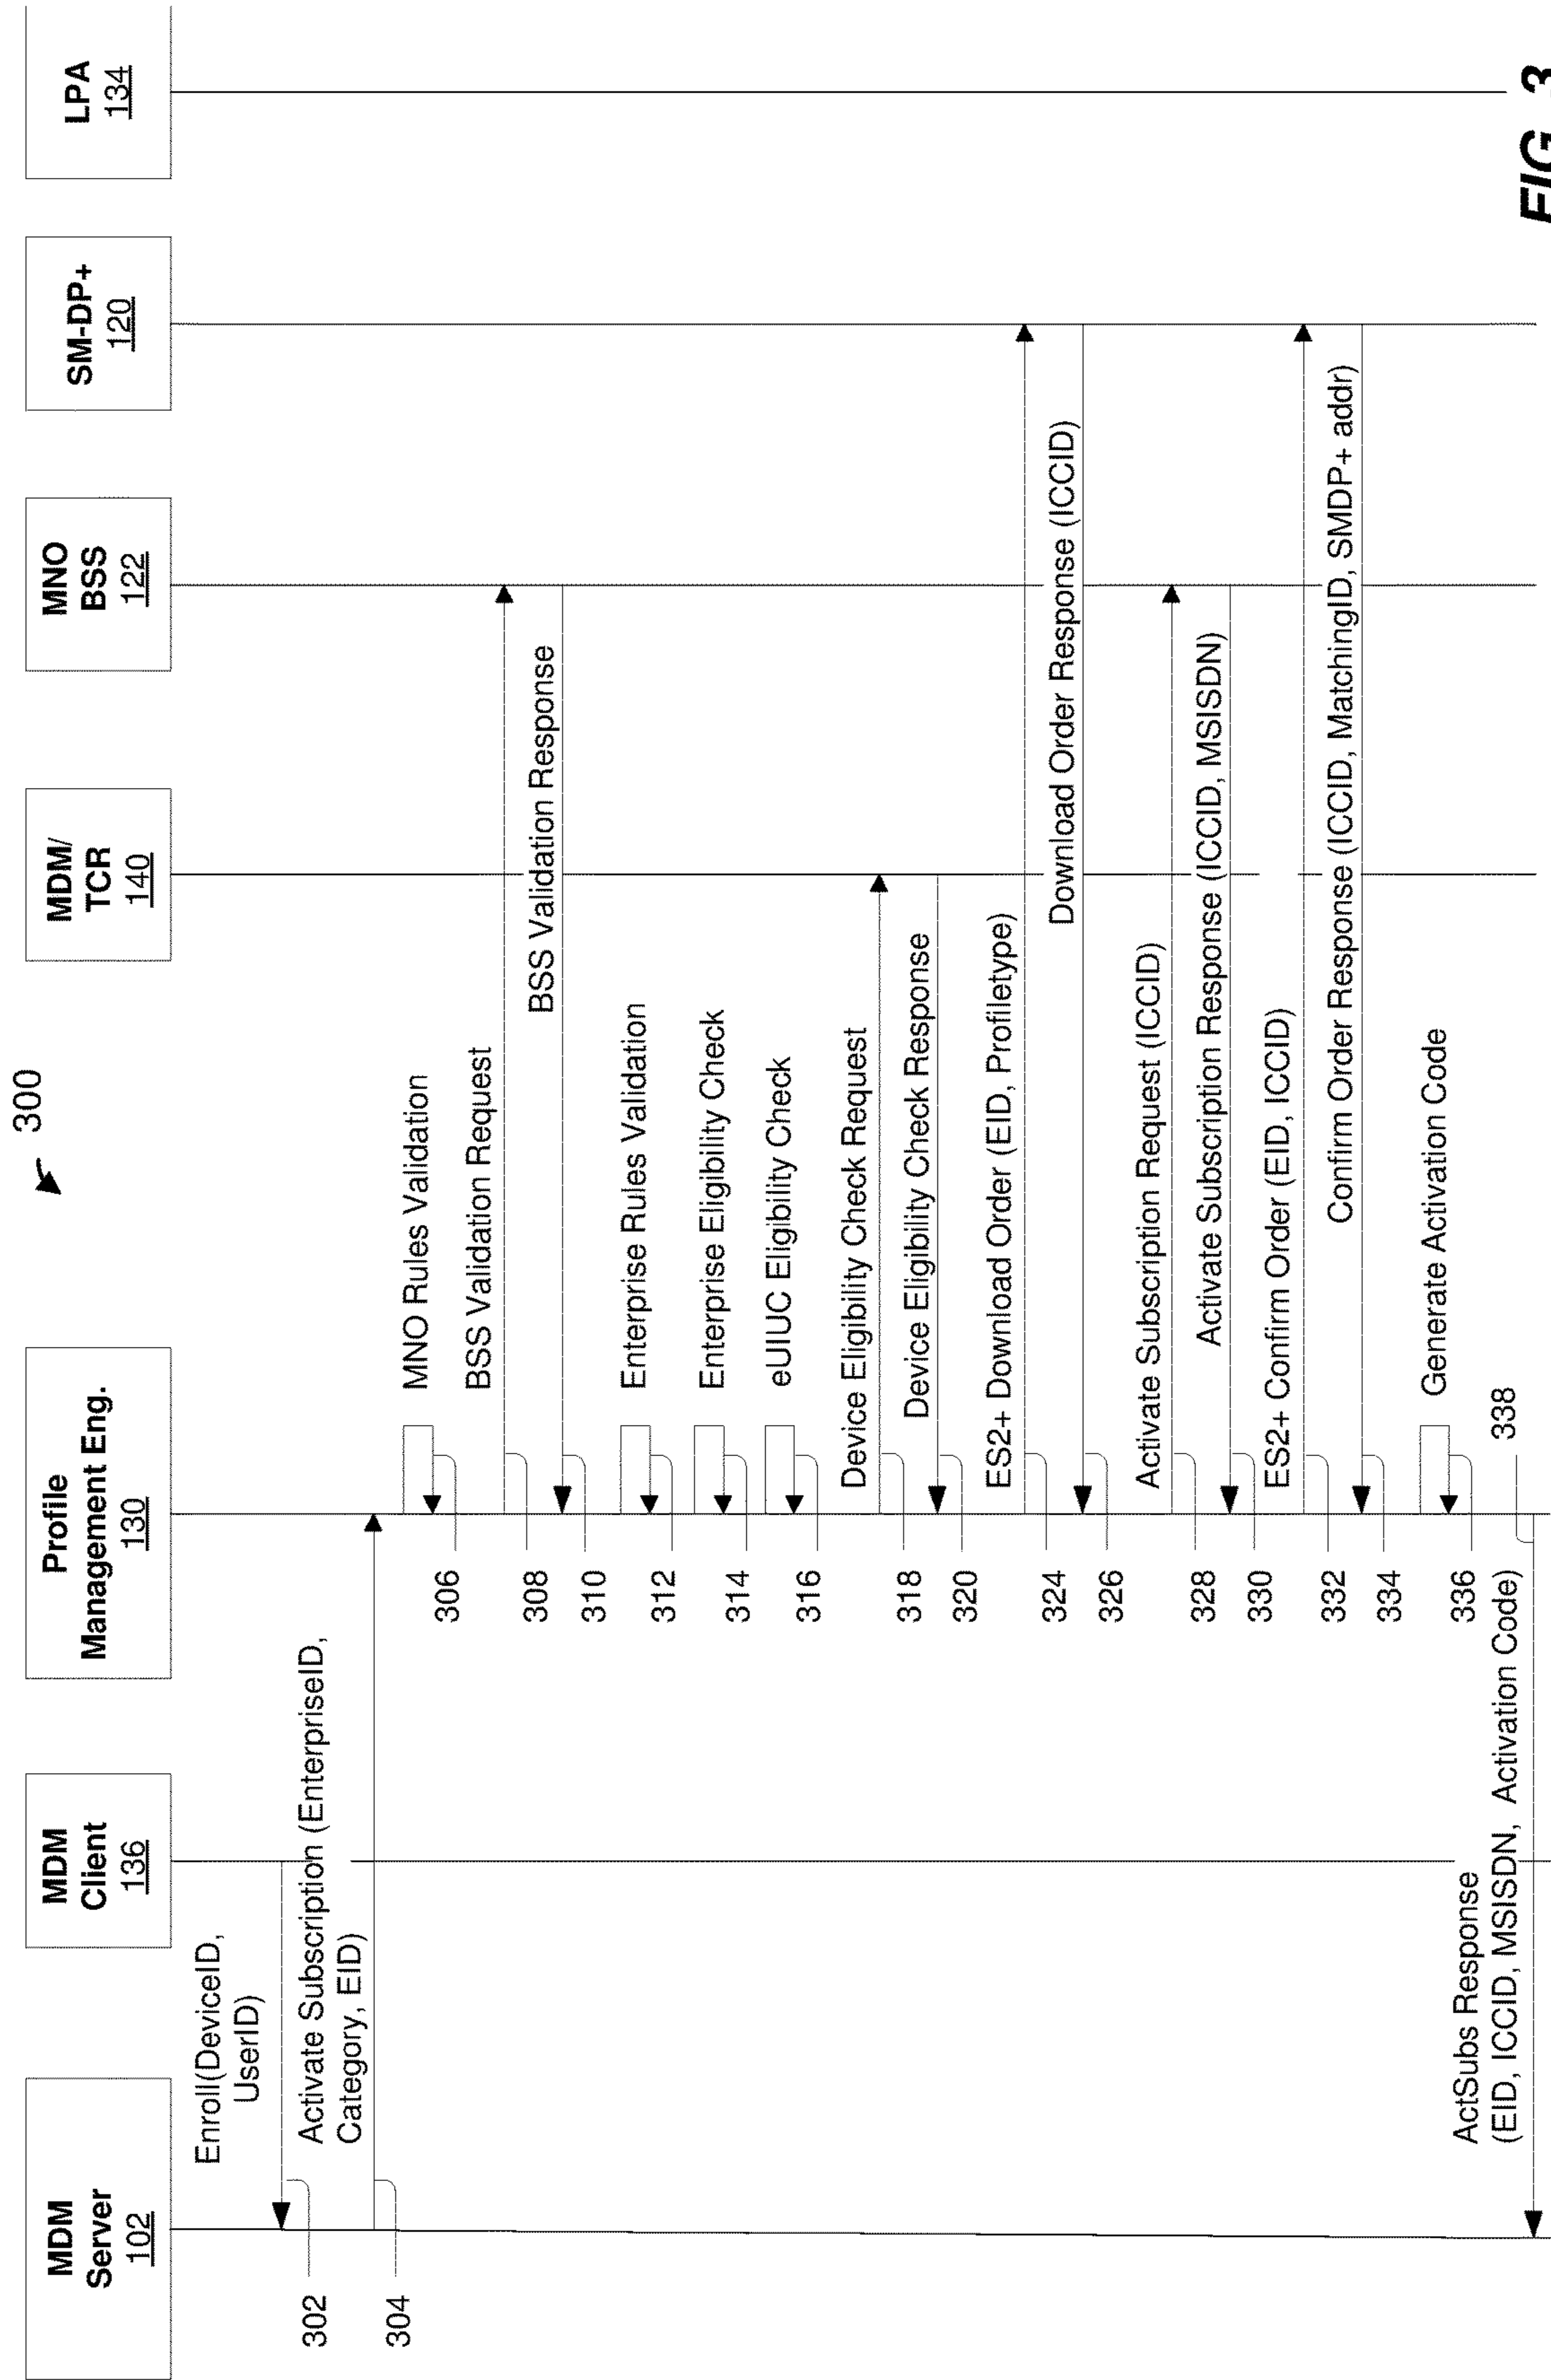 300
MDM
Server
102
MDM
Client
136
Profile
Management Eng.
130
MDM/
TCR
140
MNO
BSS
122
SM-DP+
120
LPA
134
Enroll(DeviceID,
UserID)
302
Activate Subscription (EnterpriseID,
Category, EID)
304
MNO Rules Validation
306
BSS Validation Request
308
BSS Validation Response
310
Enterprise Rules Validation
312
Enterprise Eligibility Check
314
eUIUC Eligibility Check
316
Device Eligibility Check Request
318
Device Eligibility Check Response
320
ES2+ Download Order (EID, Profiletype)
324
Download Order Response (ICCID)
326
Activate Subscription Request (ICCID)
328
Activate Subscription Response (ICCID, MSISDN)
330
ES2+ Confirm Order (EID, ICCID)
332
Confirm Order Response (ICCID, MatchingID, SMDP+ addr)
334
Generate Activation Code
336
338
ActSubs Response
(EID, ICCID, MSISDN, Activation Code)
FIG. 3